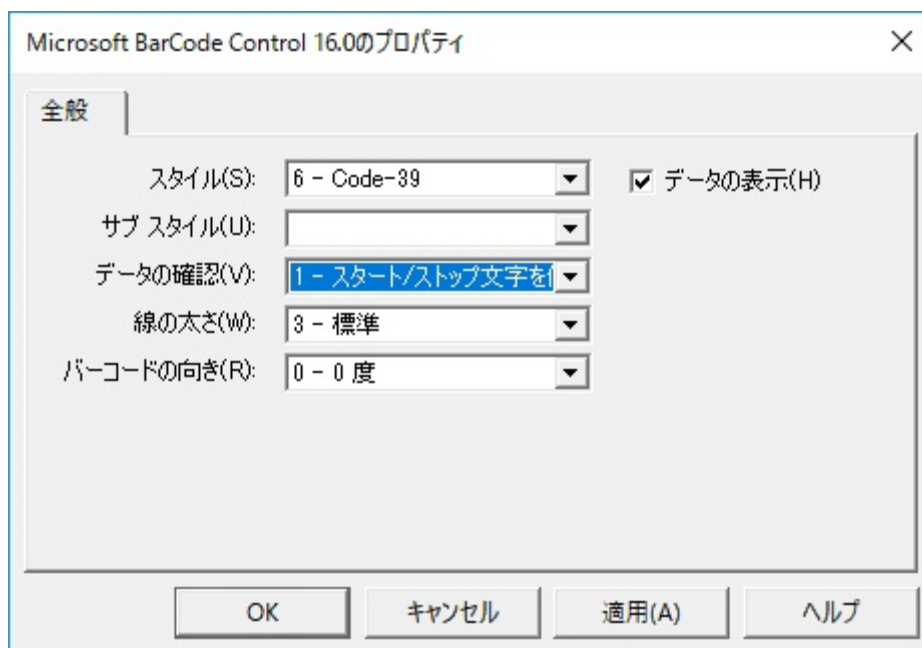 Microsoft BarCode Control 16.0のプロパティ
全般
スタイル(S): 6 - Code-39 データの表示(H)
サブ スタイル(U):
データの確認(V): 1 - スタート/ストップ文字を
線の太さ(W): 3 - 標準
バーコードの向き(R): 0 - 0 度
OK キャンセル 適用(A) ヘルプ